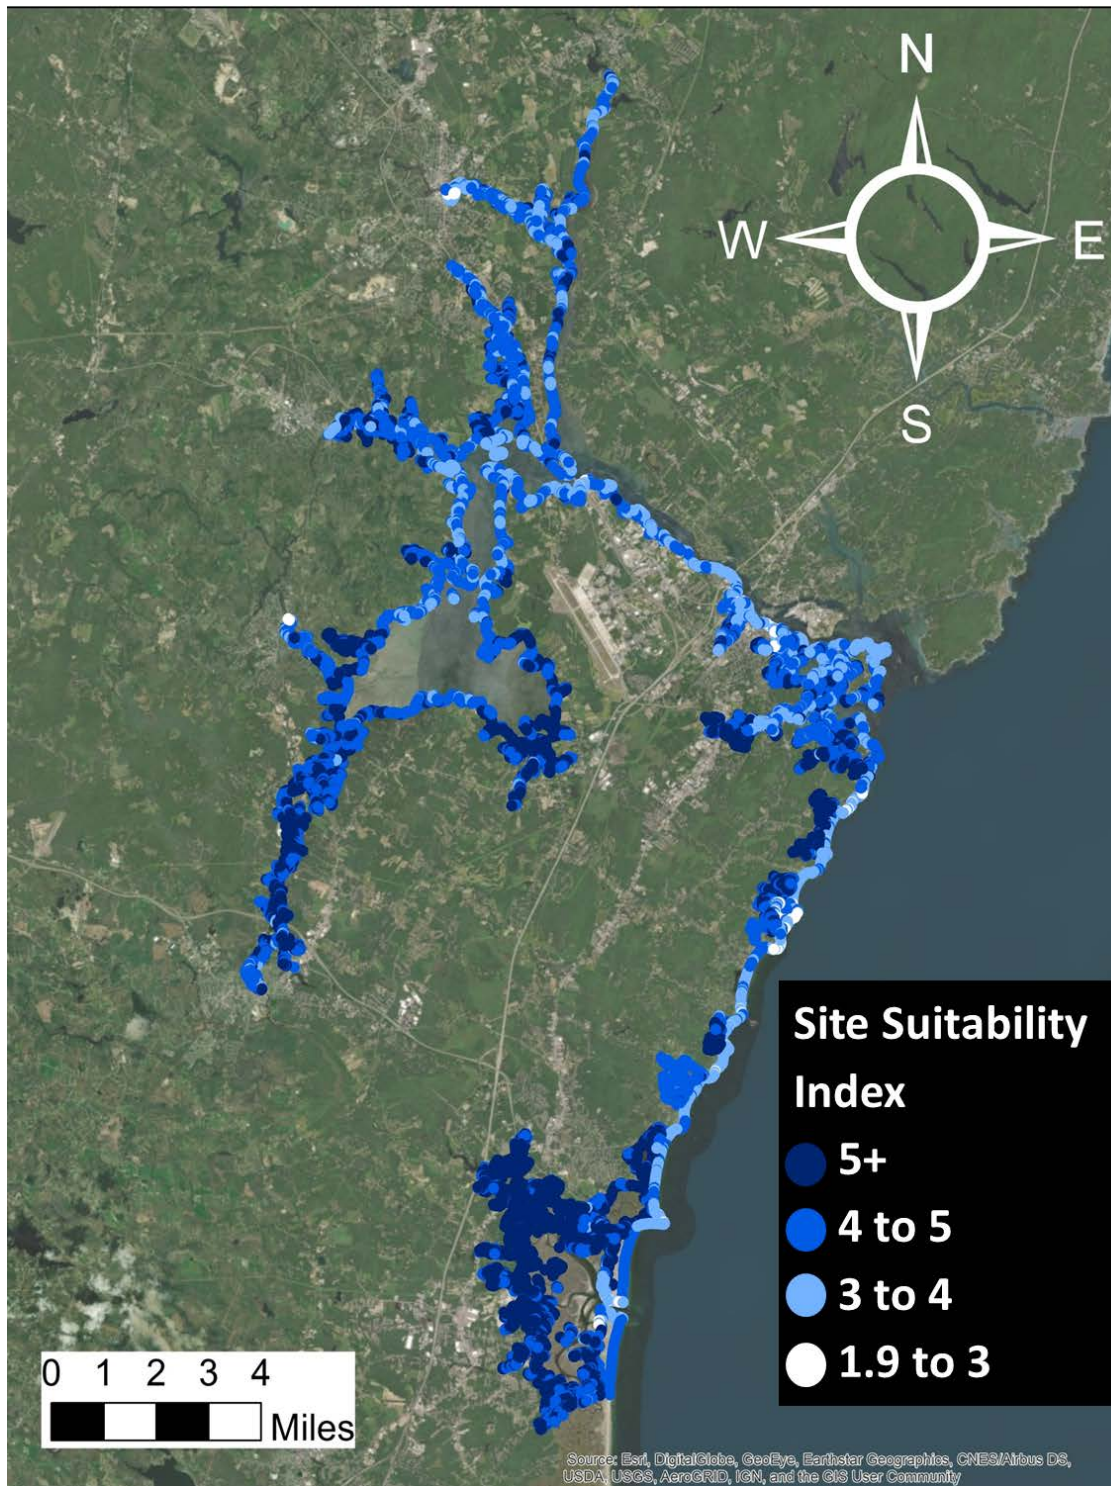 N
W E
S
Site Suitability
Index
5+
4 to 5
3 to 4
1.9 to 3
0 1 2 3 4
Miles
Source: Esri, DigitalGlobe, GeoEye, Earthstar Geographics, CNES/Airbus DS,
USDA, USGS, AeroGRID, IGN, and the GIS User Community